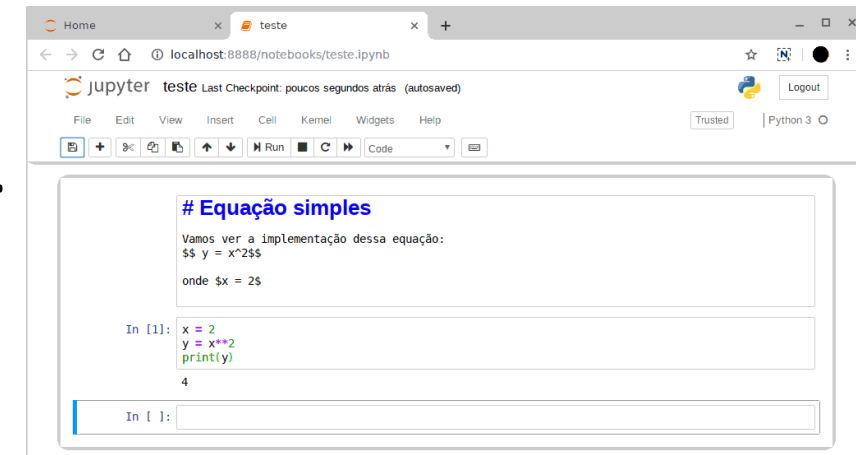 Home
teste
localhost:8888/notebooks/teste.ipynb
jupyter teste Last Checkpoint: poucos segundos atrás (autosaved)
Logout
File Edit View Insert Cell Kernel Widgets Help
Trusted
Python 3
Run
Code
# Equação simples
Vamos ver a implementação dessa equação:
$$ y = x^2$$
onde $x = 2$
In [1]: x = 2
y = x**2
print(y)
4
In [ ]: